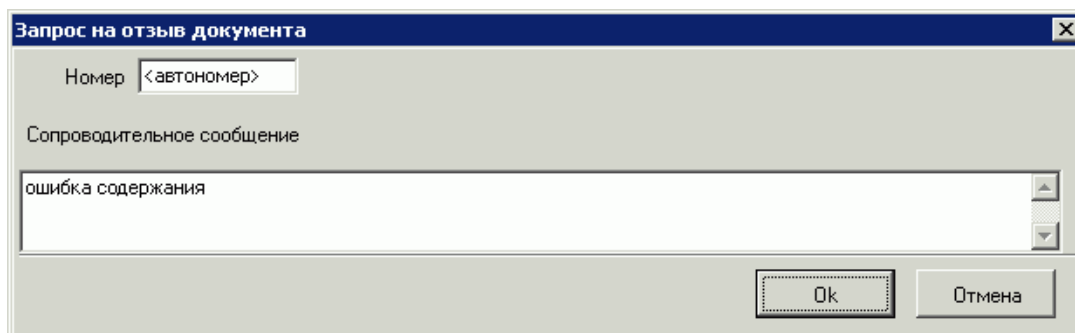 Запрос на отзыв документа
Номер <автономер>
Сопроводительное сообщение
ошибка содержания
Ok Отмена